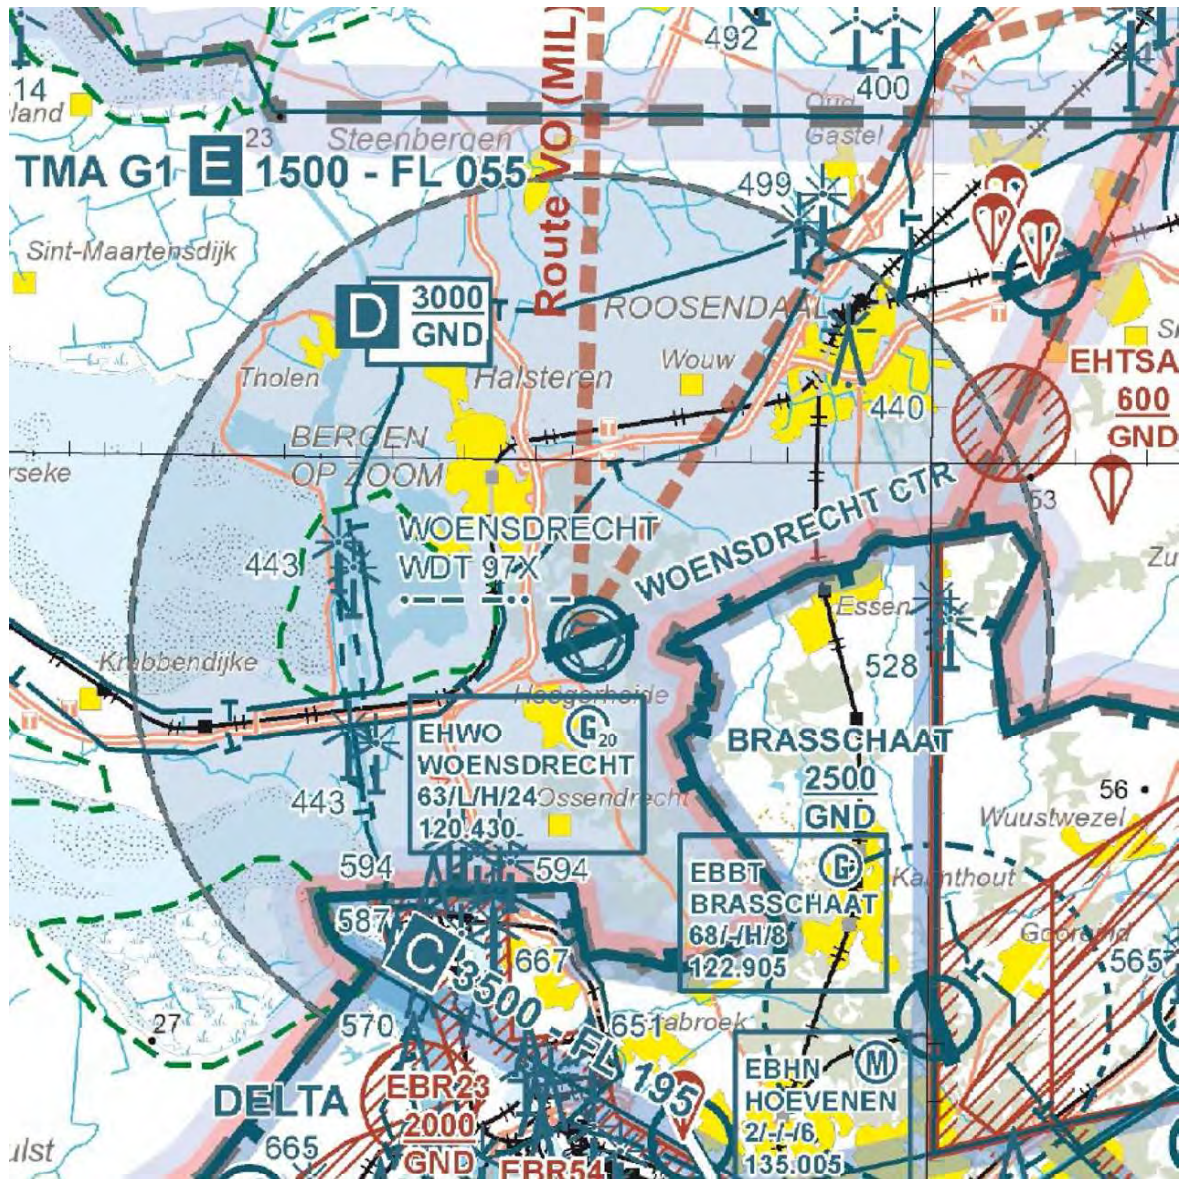 492
400
14
land
23
Steenbergen
Oud
Gastel
TMA G1 E 1500 - FL 055
Route VO (MIL)
499
Sint-Maartensdijk
D 3000
GND
ROOSENDAAL
Wouw
Tholen
Halsteren
EHTSA
600
GND
440
BERGEN
OP ZOOM
rseke
53
WOENSDRECHT CTR
WOENSDRECHT
WDT 97X
443
Zu
Essen
528
Krabbendijke
Hoogerheide
EHWO
G20
WOENSDRECHT
63/L/H/24
120.430
Ossendrecht
443
BRASSCHAAT
2500
GND
56
Wuustwezel
594
594
EBBT
G
BRASSCHAAT
68/-/H/8
122.905
Kalmthout
587
C 3500 - FL 195
667
565
27
570
651
abroek
EBHN
M
HOEVENEN
2/-/-/6
135.005
DELTA
EBR23
2000
GND
EBR54
665
ulst